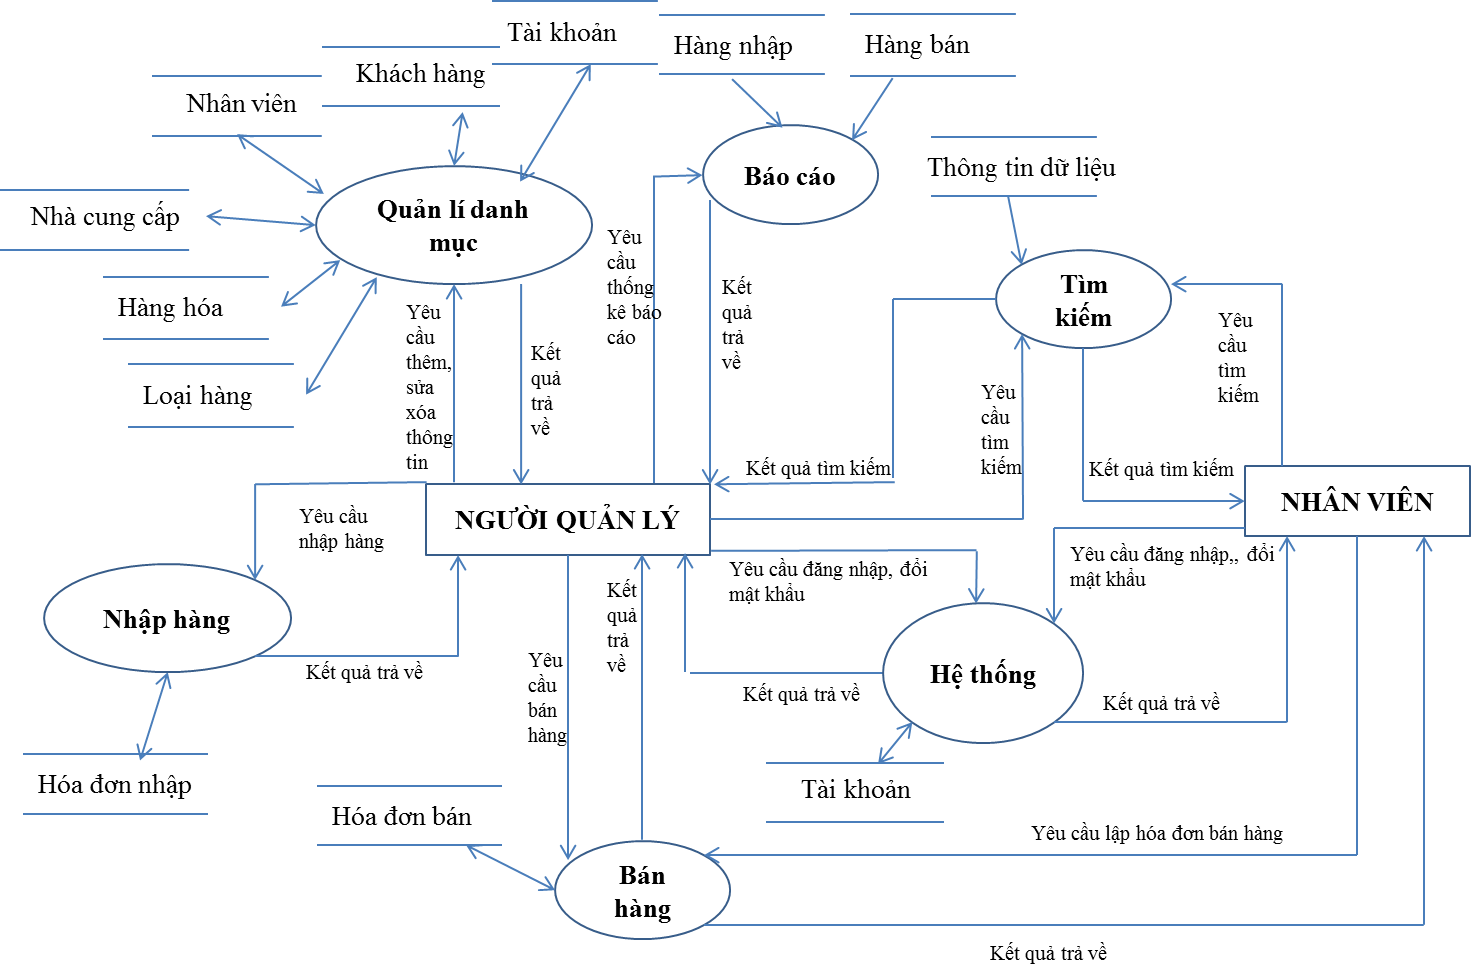 Tài khoản
Hàng nhập
Hàng bán
Khách hàng
Nhân viên
Thông tin dữ liệu
Báo cáo
Nhà cung cấp
Quản lí danh
mục
Hàng hóa
Loại hàng
Yêu
cầu
thêm,
sửa
xóa
thông
tin
Kết
quả
trả
về
Yêu
cầu
thống
kê báo
cáo
Kết
quả
trả
về
Tìm
kiếm
Yêu
cầu
tìm
kiếm
Yêu
cầu
tìm
kiếm
Kết quả tìm kiếm
Kết quả tìm kiếm
NGƯỜI QUẢN LÝ
NHÂN VIÊN
Yêu cầu
nhập hàng
Yêu cầu đăng nhập, đổi
mật khẩu
Yêu cầu đăng nhập,, đổi
mật khẩu
Kết
quả
trả
về
Nhập hàng
Kết quả trả về
Yêu
cầu
bán
hàng
Hệ thống
Kết quả trả về
Kết quả trả về
Hóa đơn nhập
Tài khoản
Hóa đơn bán
Yêu cầu lập hóa đơn bán hàng
Bán
hàng
Kết quả trả về